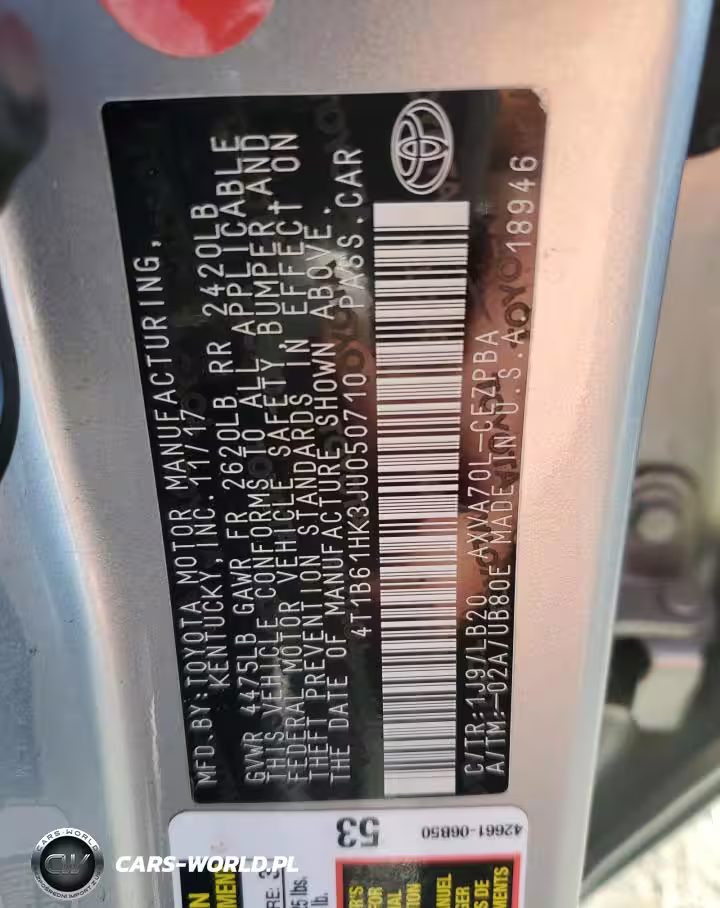 MFD.BY:TOYOTA MOTOR MANUFACTURING,
KENTUCKY, INC. 11/17
GVWR 4475LB GAWR FR 2620LB RR 2420LB
THIS VEHICLE CONFORMS TO ALL APPLICABLE
FEDERAL MOTOR VEHICLE SAFETY, BUMPER, AND
THEFT PREVENTION STANDARDS IN EFFECT ON
THE DATE OF MANUFACTURE SHOWN ABOVE.
4T1B61HK3JU050710 PASS.CAR
C/TR:1J9/LB20 AXVA70L-CEZPBA
A/TM:-02A/UB80E MADE IN U.S.A. 18946
53 42661-06B50
CARS-WORLD
CARS-WORLD.PL